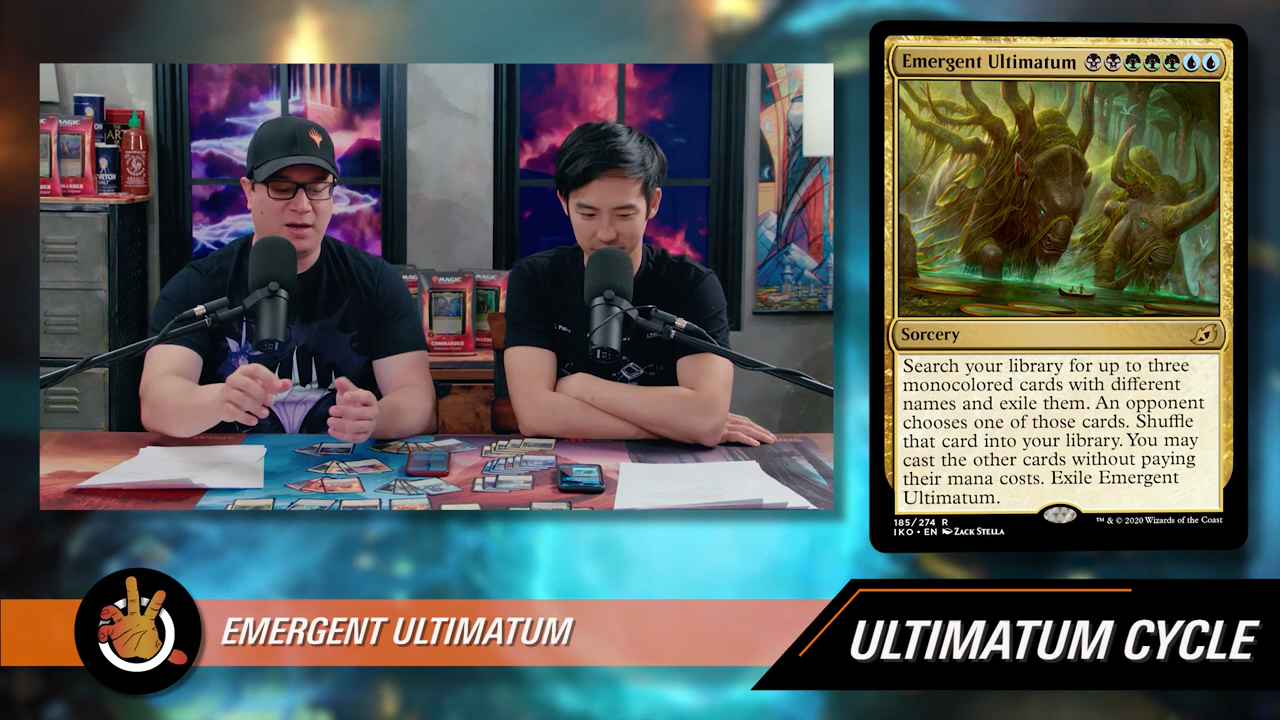 Emergent Ultimatum
Sorcery
Search your library for up to three
monocolored cards with different
names and exile them. An opponent
chooses one of those cards. Shuffle
that card into your library. You may
cast the other cards without paying
their mana costs. Exile Emergent
Ultimatum.
185/274 R
IKO • EN ZACK STELLA
™ & © 2020 Wizards of the Coast
MAGIC
COMMANDER
EMERGENT ULTIMATUM
ULTIMATUM CYCLE